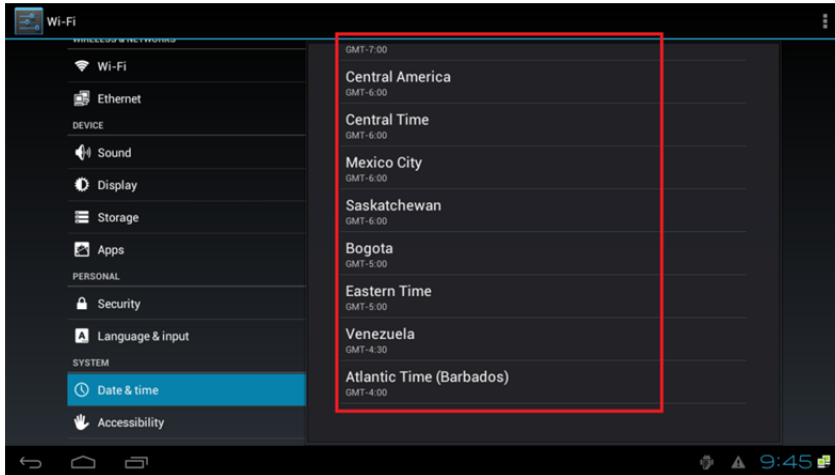 Wi-Fi
WIRELESS & NETWORKS
Wi-Fi
Ethernet
DEVICE
Sound
Display
Storage
Apps
PERSONAL
Security
Language & input
SYSTEM
Date & time
Accessibility
GMT-7:00
Central America
GMT-6:00
Central Time
GMT-6:00
Mexico City
GMT-6:00
Saskatchewan
GMT-6:00
Bogota
GMT-5:00
Eastern Time
GMT-5:00
Venezuela
GMT-4:30
Atlantic Time (Barbados)
GMT-4:00
9:45